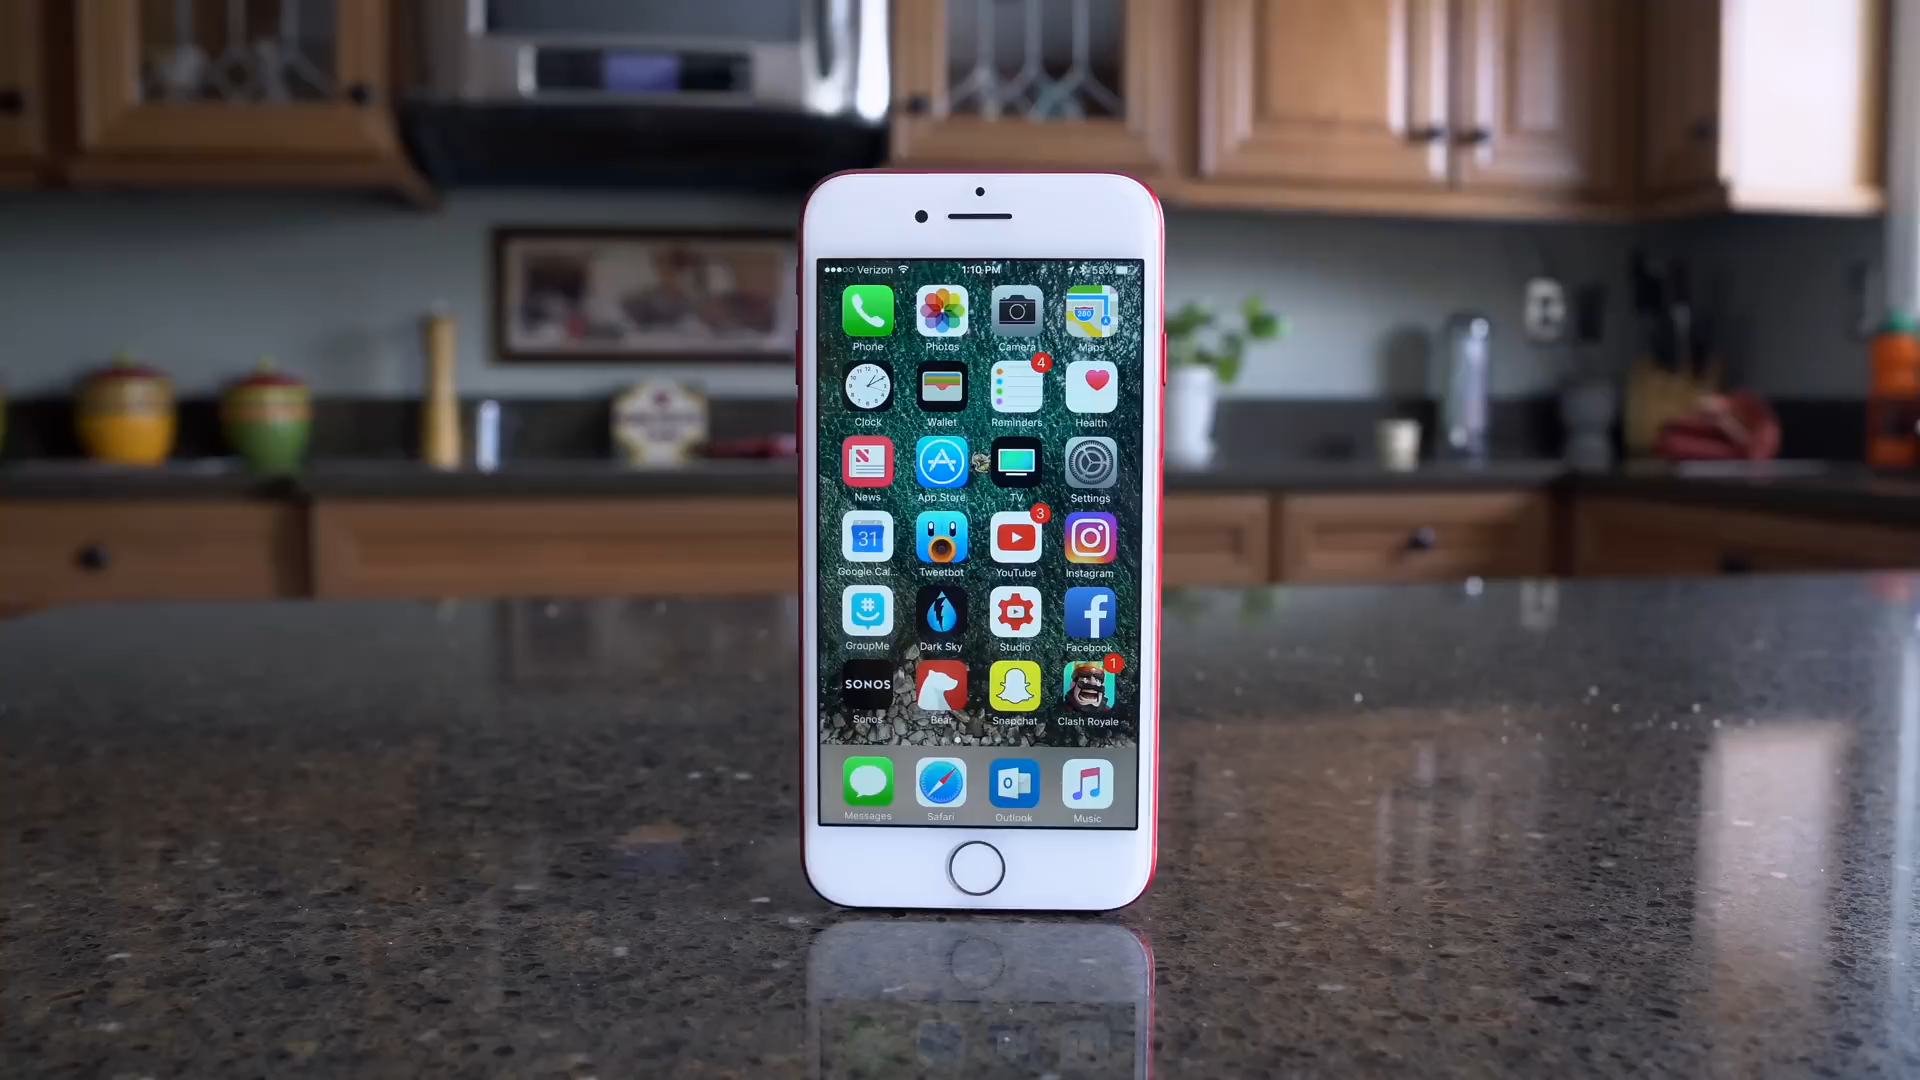 Verizon 1:10 PM 58%
Phone Photos Camera Maps
280
12
4
Clock Wallet Reminders Health
News App Store TV Settings
3
31
Google Cal... Tweetbot YouTube Instagram
#
f
GroupMe Dark Sky Studio Facebook
1
SONOS
Sonos Bear Snapchat Clash Royale
O
Messages Safari Outlook Music